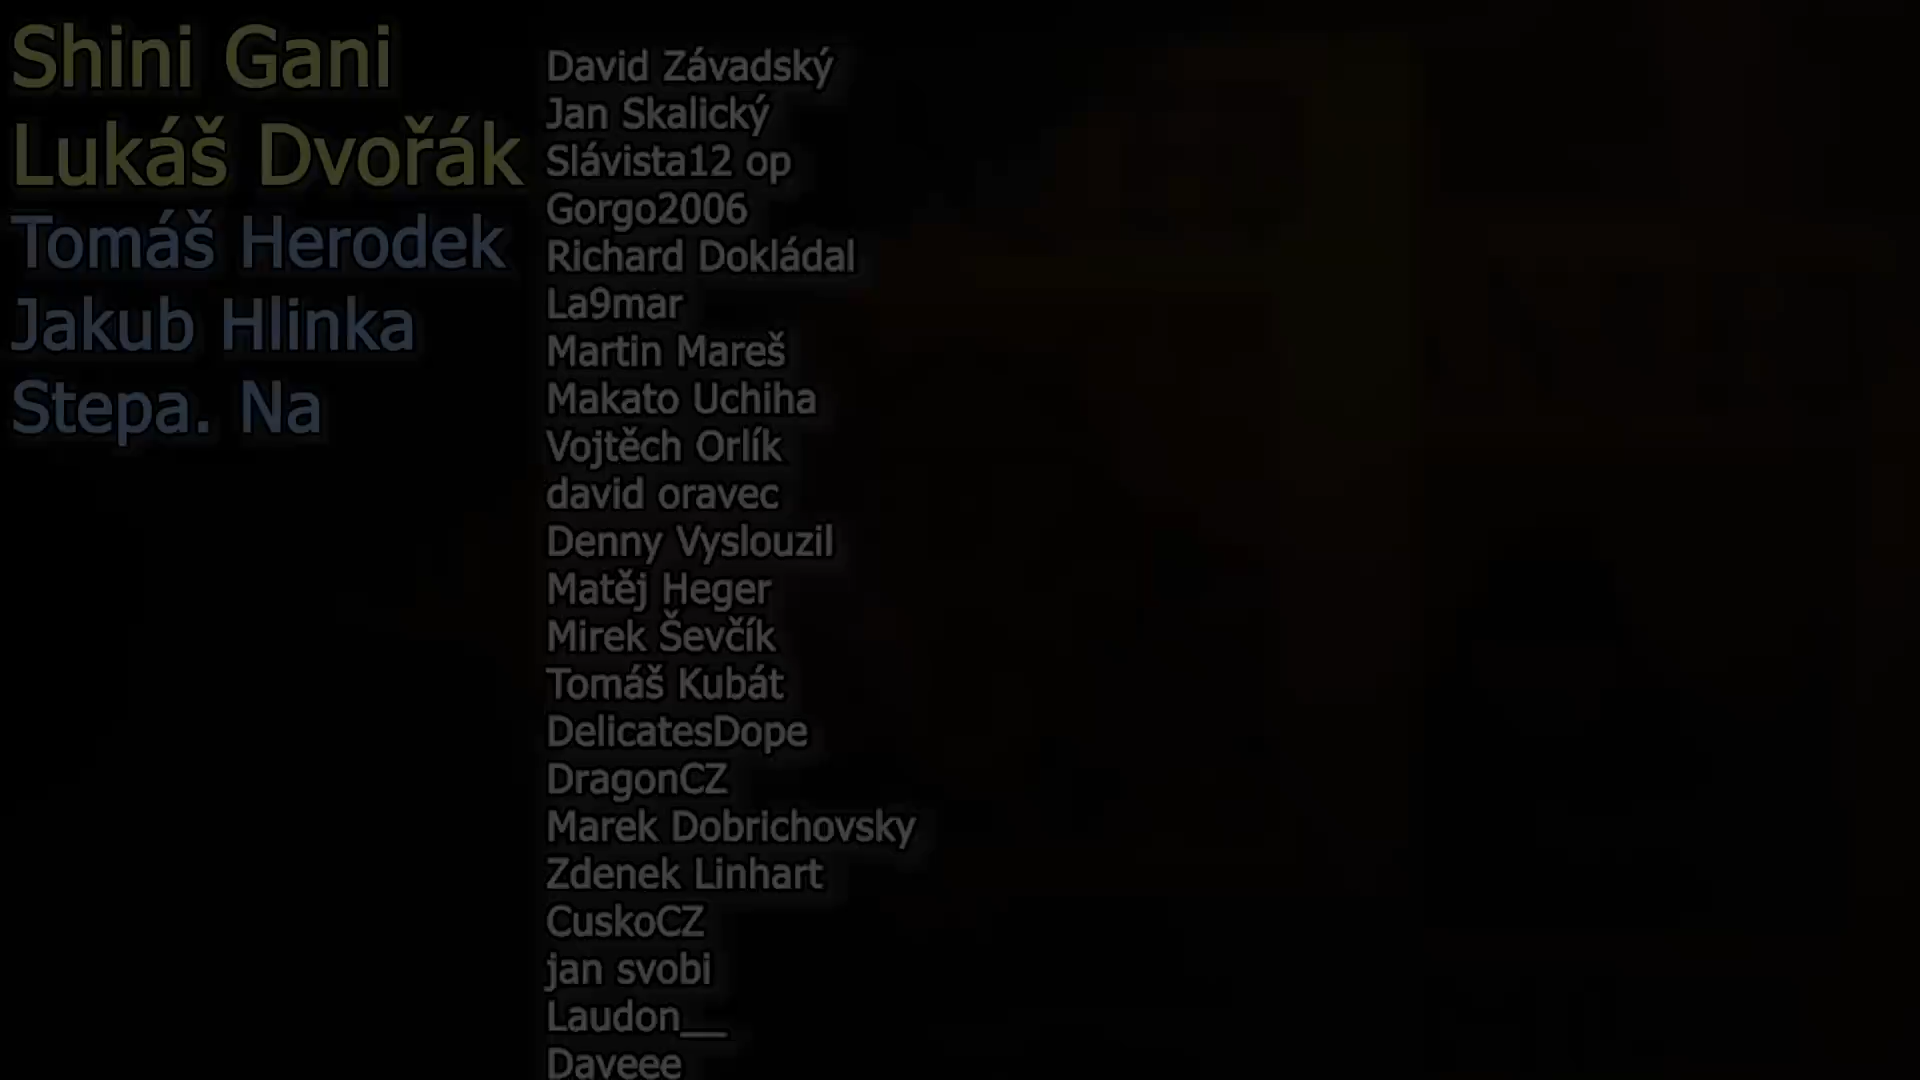 Shini Gani
Lukáš Dvořák
Tomáš Herodek
Jakub Hlinka
Stepa. Na
David Závadský
Jan Skalický
Slávista12 op
Gorgo2006
Richard Dokládal
La9mar
Martin Mareš
Makato Uchiha
Vojtěch Orlík
david oravec
Denny Vyslouzil
Matěj Heger
Mirek Ševčík
Tomáš Kubát
DelicatesDope
DragonCZ
Marek Dobrichovsky
Zdenek Linhart
CuskoCZ
jan svobi
Laudon__
Daveee